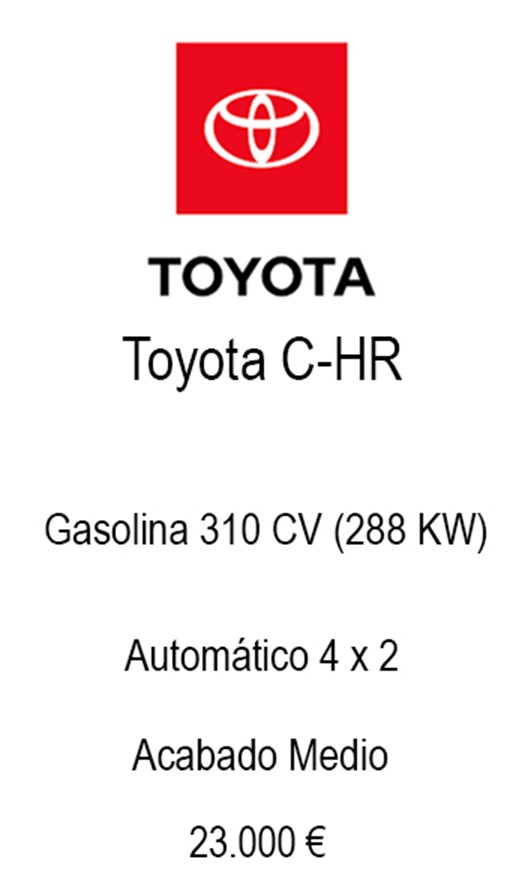 TOYOTA
Toyota C-HR
Gasolina 310 CV (288 KW)
Automático 4 x 2
Acabado Medio
23.000 €